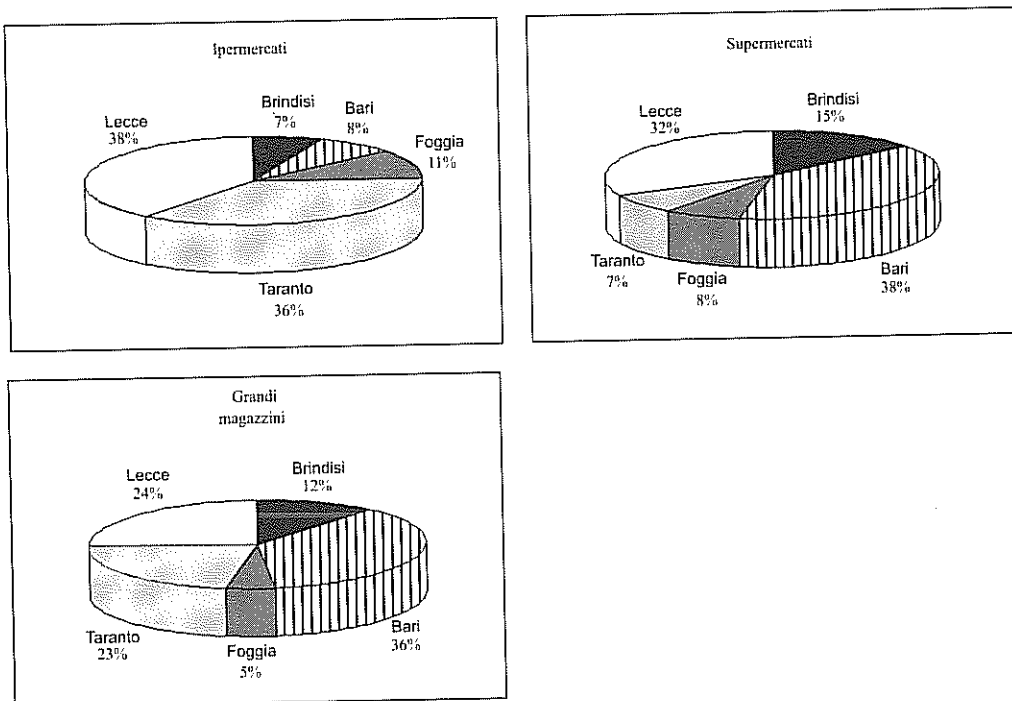 Ipermercati
Lecce
38%
Brindisi
7%
Bari
8%
Foggia
11%
Taranto
36%
Supermercati
Lecce
32%
Brindisi
15%
Taranto
7%
Foggia
8%
Bari
38%
Grandi
magazzini
Lecce
24%
Brindisi
12%
Taranto
23%
Foggia
5%
Bari
36%